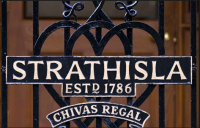 STRATHISLA
ESTD. 1786
CHIVAS REGAL